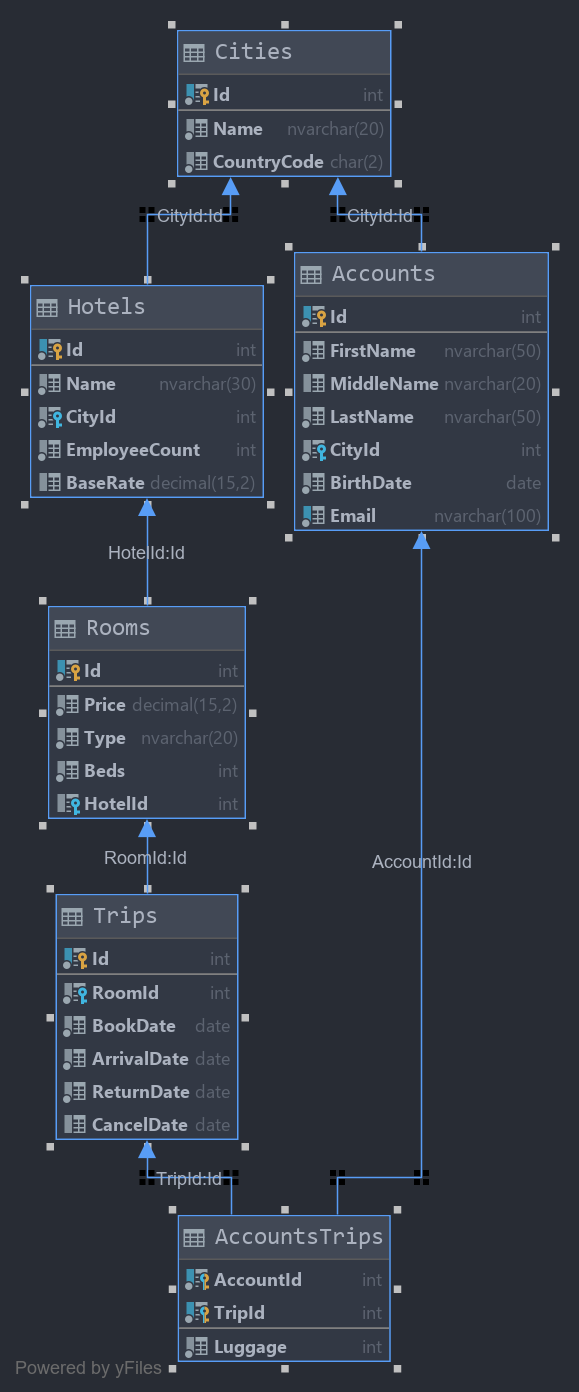 Cities
Id int
Name nvarchar(20)
CountryCode char(2)
CityId:Id CityId:Id
Hotels
Id int
Name nvarchar(30)
CityId int
EmployeeCount int
BaseRate decimal(15,2)
Accounts
Id int
FirstName nvarchar(50)
MiddleName nvarchar(20)
LastName nvarchar(50)
CityId int
BirthDate date
Email nvarchar(100)
HotelId:Id
Rooms
Id int
Price decimal(15,2)
Type nvarchar(20)
Beds int
HotelId int
RoomId:Id
AccountId:Id
Trips
Id int
RoomId int
BookDate date
ArrivalDate date
ReturnDate date
CancelDate date
TripId:Id
AccountsTrips
AccountId int
TripId int
Luggage int
Powered by yFiles